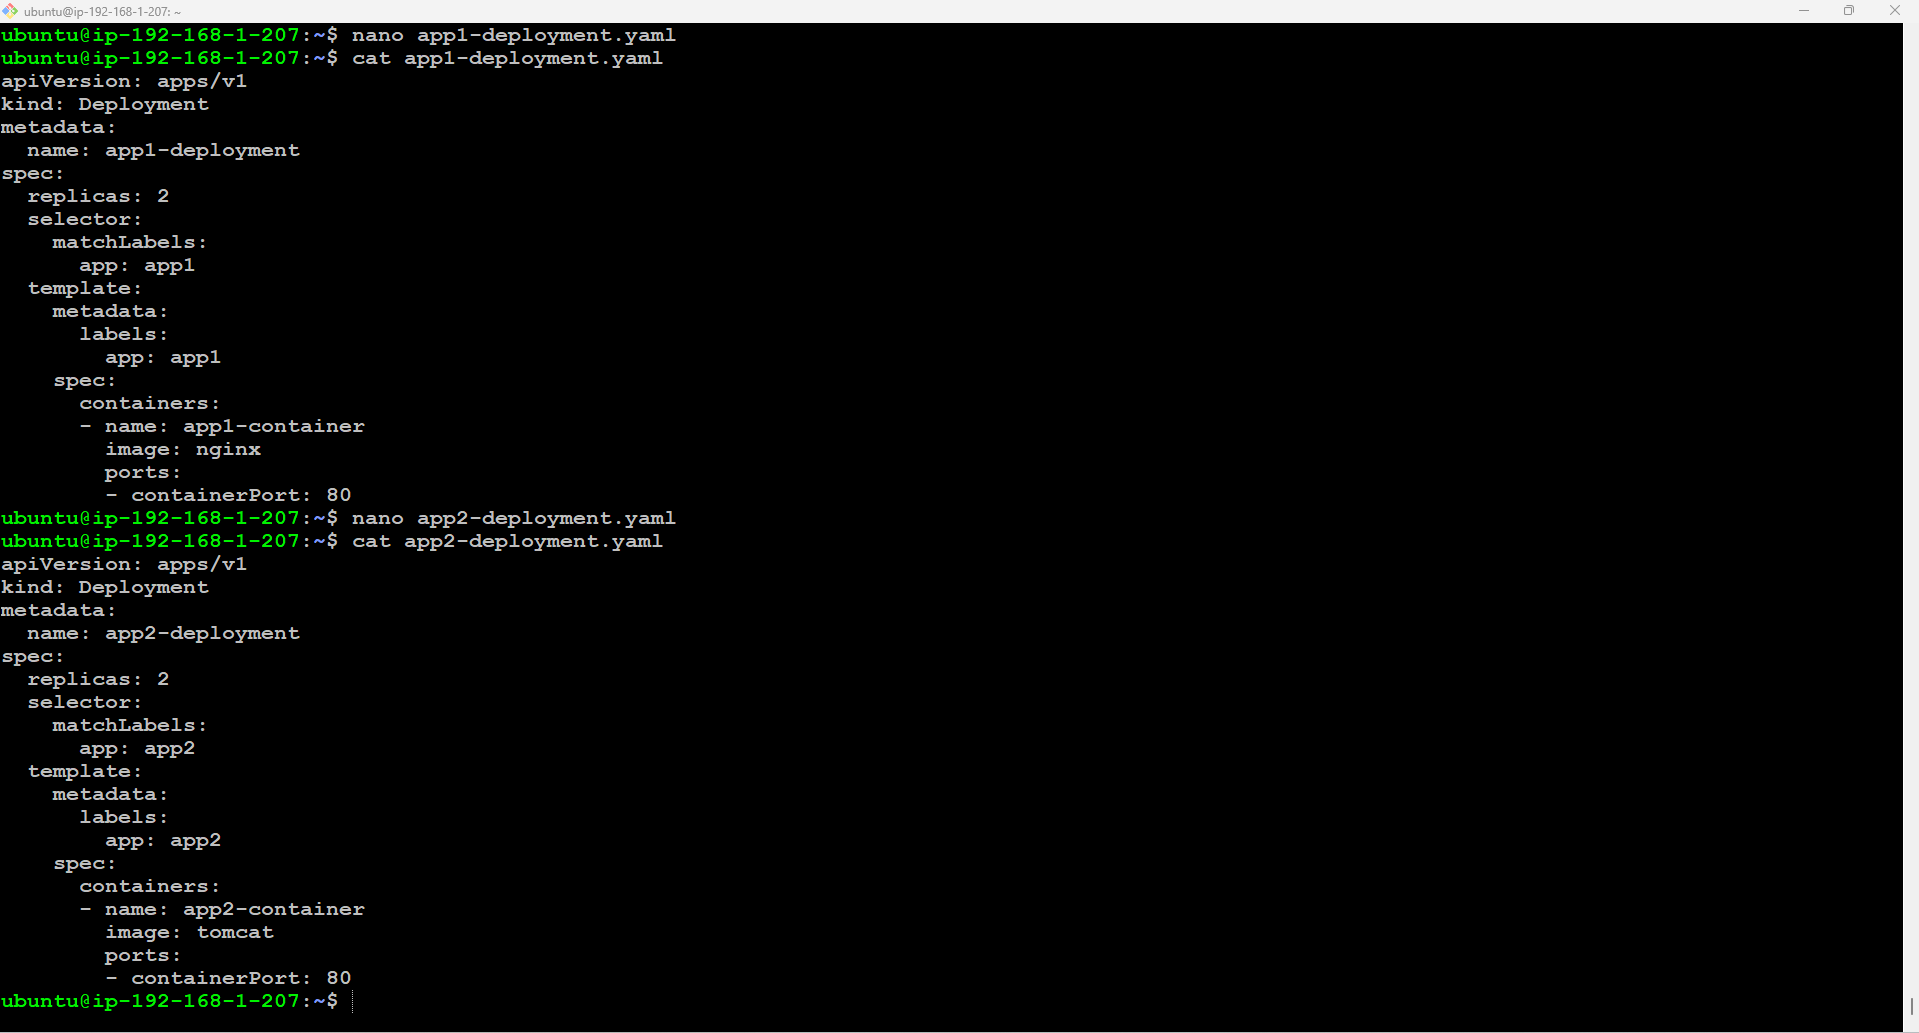 ubuntu@ip-192-168-1-207: ~
ubuntu@ip-192-168-1-207:~$ nano app1-deployment.yaml
ubuntu@ip-192-168-1-207:~$ cat app1-deployment.yaml
apiVersion: apps/v1
kind: Deployment
metadata:
  name: app1-deployment
spec:
  replicas: 2
  selector:
    matchLabels:
      app: app1
  template:
    metadata:
      labels:
        app: app1
    spec:
      containers:
      - name: app1-container
        image: nginx
        ports:
        - containerPort: 80
ubuntu@ip-192-168-1-207:~$ nano app2-deployment.yaml
ubuntu@ip-192-168-1-207:~$ cat app2-deployment.yaml
apiVersion: apps/v1
kind: Deployment
metadata:
  name: app2-deployment
spec:
  replicas: 2
  selector:
    matchLabels:
      app: app2
  template:
    metadata:
      labels:
        app: app2
    spec:
      containers:
      - name: app2-container
        image: tomcat
        ports:
        - containerPort: 80
ubuntu@ip-192-168-1-207:~$